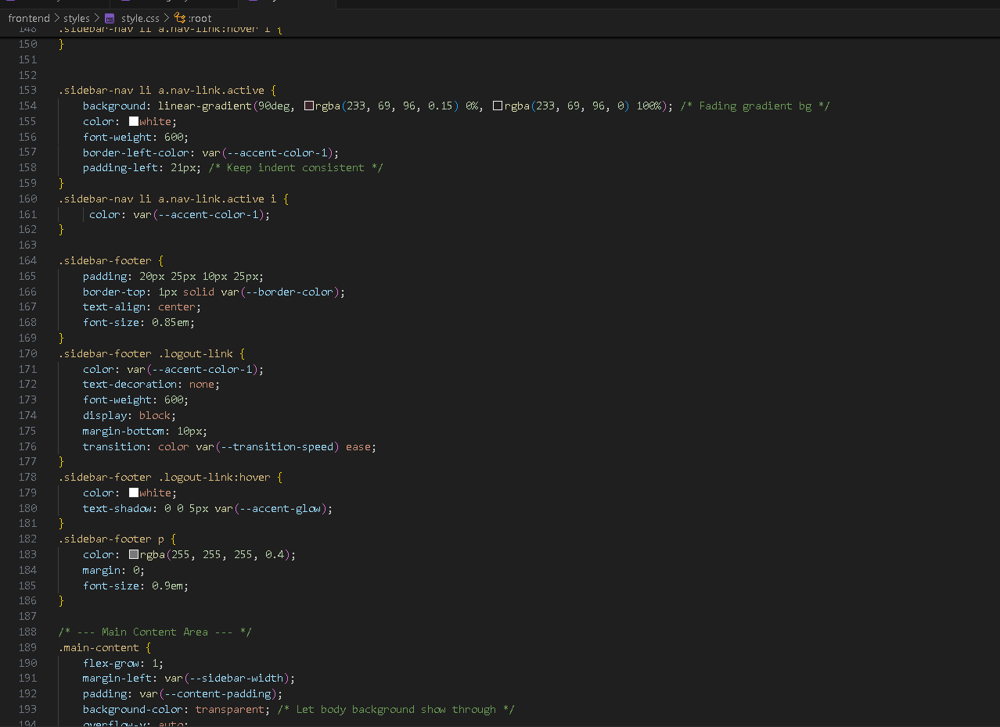 frontend > styles > style.css > :root
148 .sidebar-nav li a.nav-link:hover i {
150 }
151
152
153 .sidebar-nav li a.nav-link.active {
154 background: linear-gradient(90deg, rgba(233, 69, 96, 0.15) 0%, rgba(233, 69, 96, 0) 100%); /* Fading gradient bg */
155 color: white;
156 font-weight: 600;
157 border-left-color: var(--accent-color-1);
158 padding-left: 21px; /* Keep indent consistent */
159 }
160 .sidebar-nav li a.nav-link.active i {
161 color: var(--accent-color-1);
162 }
163
164 .sidebar-footer {
165 padding: 20px 25px 10px 25px;
166 border-top: 1px solid var(--border-color);
167 text-align: center;
168 font-size: 0.85em;
169 }
170 .sidebar-footer .logout-link {
171 color: var(--accent-color-1);
172 text-decoration: none;
173 font-weight: 600;
174 display: block;
175 margin-bottom: 10px;
176 transition: color var(--transition-speed) ease;
177 }
178 .sidebar-footer .logout-link:hover {
179 color: white;
180 text-shadow: 0 0 5px var(--accent-glow);
181 }
182 .sidebar-footer p {
183 color: rgba(255, 255, 255, 0.4);
184 margin: 0;
185 font-size: 0.9em;
186 }
187
188 /* --- Main Content Area --- */
189 .main-content {
190 flex-grow: 1;
191 margin-left: var(--sidebar-width);
192 padding: var(--content-padding);
193 background-color: transparent; /* Let body background show through */
194 overflow-y: auto;